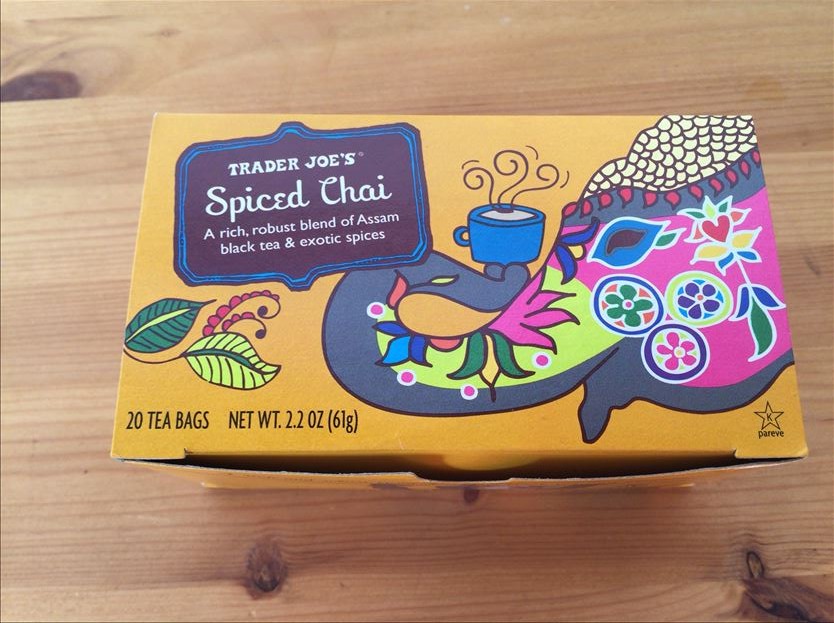 TRADER JOE'S®
Spiced Chai
A rich, robust blend of Assam
black tea & exotic spices
20 TEA BAGS NET WT. 2.2 OZ (61g)
K
pareve